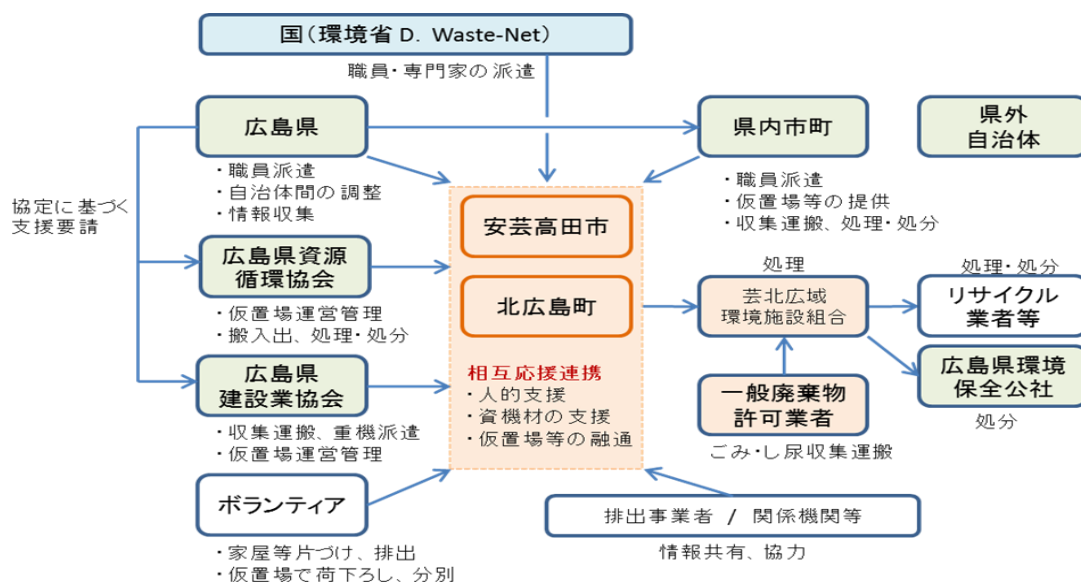 国(環境省 D. Waste-Net)
職員・専門家の派遣
広島県
県内市町
県外
自治体
・職員派遣
・自治体間の調整
・情報収集
・職員派遣
・仮置場等の提供
・収集運搬、処理・処分
協定に基づく
支援要請
安芸高田市
広島県資源
循環協会
・仮置場運営管理
・搬入出、処理・処分
北広島町
処理
芸北広域
環境施設組合
処理・処分
リサイクル
業者等
広島県
建設業協会
・収集運搬、重機派遣
・仮置場運営管理
相互応援連携
・人的支援
・資機材の支援
・仮置場等の融通
一般廃棄物
許可業者
ごみ・し尿収集運搬
広島県環境
保全公社
処分
ボランティア
・家屋等片づけ、排出
・仮置場で荷下ろし、分別
排出事業者 / 関係機関等
情報共有、協力